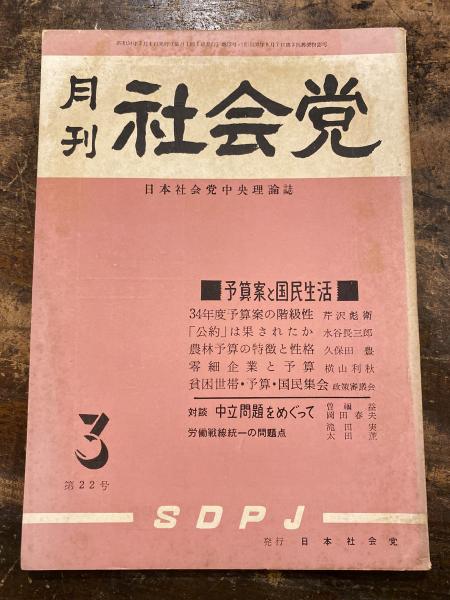 月刊 社会党
日本社会党中央理論誌
予算案と国民生活
34年度予算案の階級性 芹沢彪衛
「公約」は果されたか 水谷長三郎
農林予算の特徴と性格 久保田豊
零細企業と予算 横山利秋
貧困世帯・予算・国民集会 政策審議会
対談 中立問題をめぐって 曽祢益 岡田春夫
労働戦線統一の問題点 滝田実 太田薫
3
第22号
SDPJ
発行 日本社会党